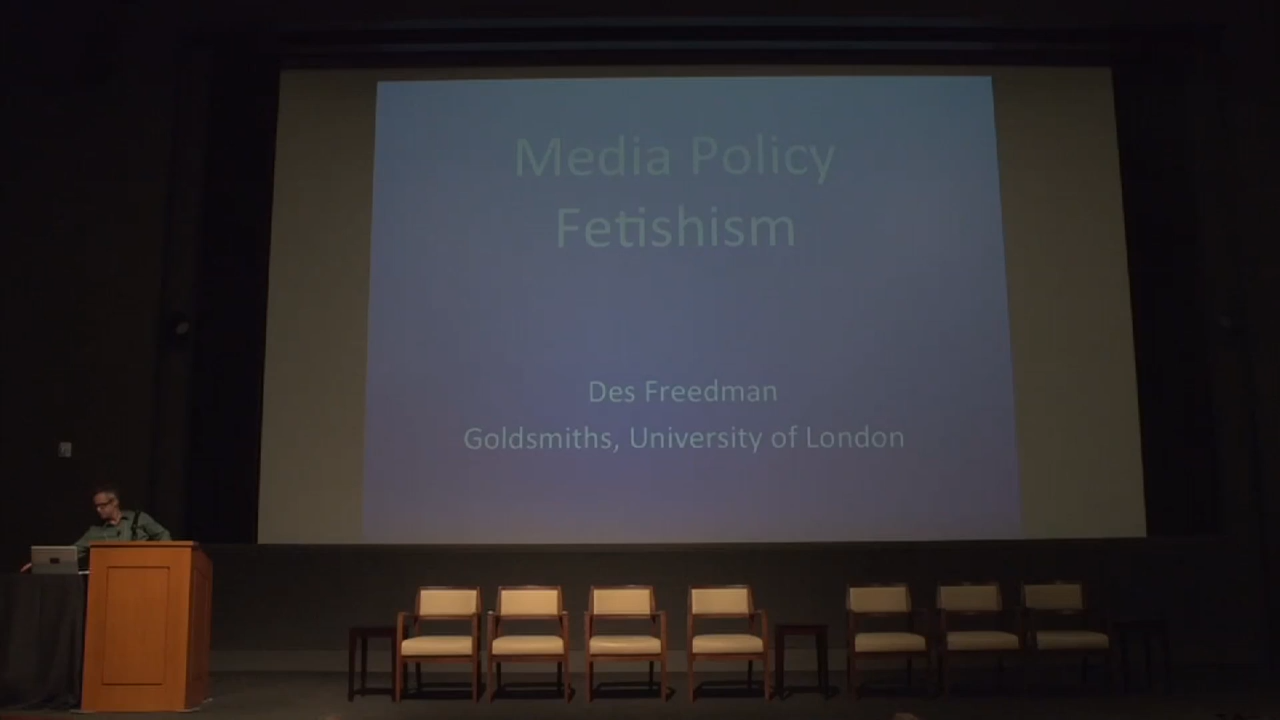 Media Policy
Fetishism
Des Freedman
Goldsmiths, University of London